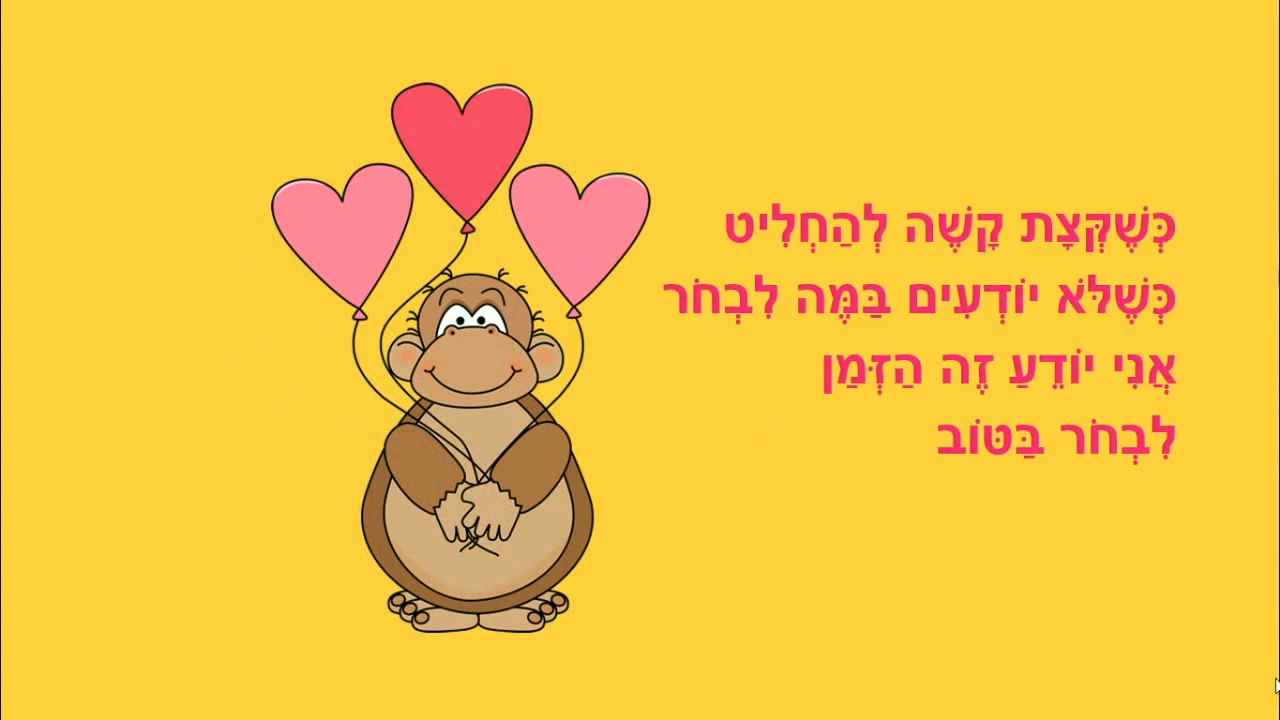 כְּשֶׁקְּצָת קָשֶׁה לְהַחְלִיט
כְּשֶׁלֹּא יוֹדְעִים בַּמֶּה לִבְחֹר
אֲנִי יוֹדֵעַ זֶה הַזְּמַן
לִבְחֹר בַּטּוֹב